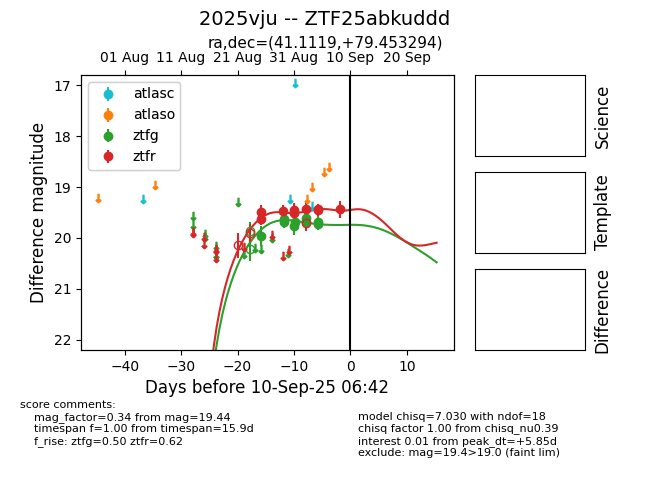 2025vju -- ZTF25abkuddd
ra,dec=(41.1119,+79.453294)
01 Aug 11 Aug 21 Aug 31 Aug 10 Sep 20 Sep
atlasc
atlaso
ztfg
ztfr
17
18
19
20
21
22
Difference magnitude
−40 −30 −20 −10 0 10
Days before 10-Sep-25 06:42
Science
Template
Difference
score comments:
mag_factor=0.34 from mag=19.44
timespan f=1.00 from timespan=15.9d
f_rise: ztfg=0.50 ztfr=0.62
model chisq=7.030 with ndof=18
chisq factor 1.00 from chisq_nu0.39
interest 0.01 from peak_dt=+5.85d
exclude: mag=19.4>19.0 (faint lim)